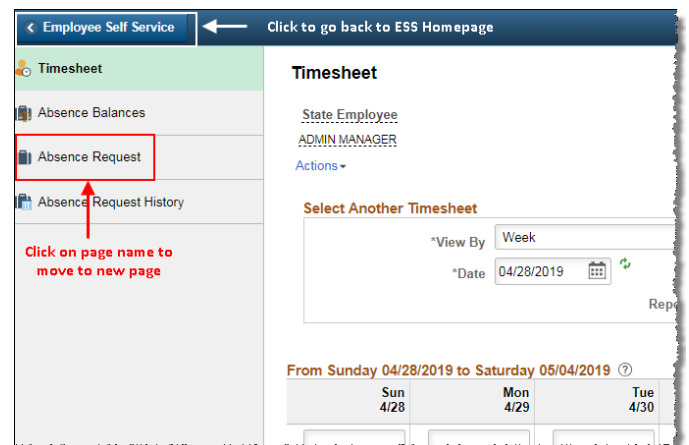 Employee Self Service
Click to go back to ESS Homepage
Timesheet
Absence Balances
Absence Request
Absence Request History
Click on page name to
move to new page
Timesheet
State Employee
ADMIN MANAGER
Actions
Select Another Timesheet
*View By Week
*Date 04/28/2019
From Sunday 04/28/2019 to Saturday 05/04/2019
Sun Mon Tue
4/28 4/29 4/30